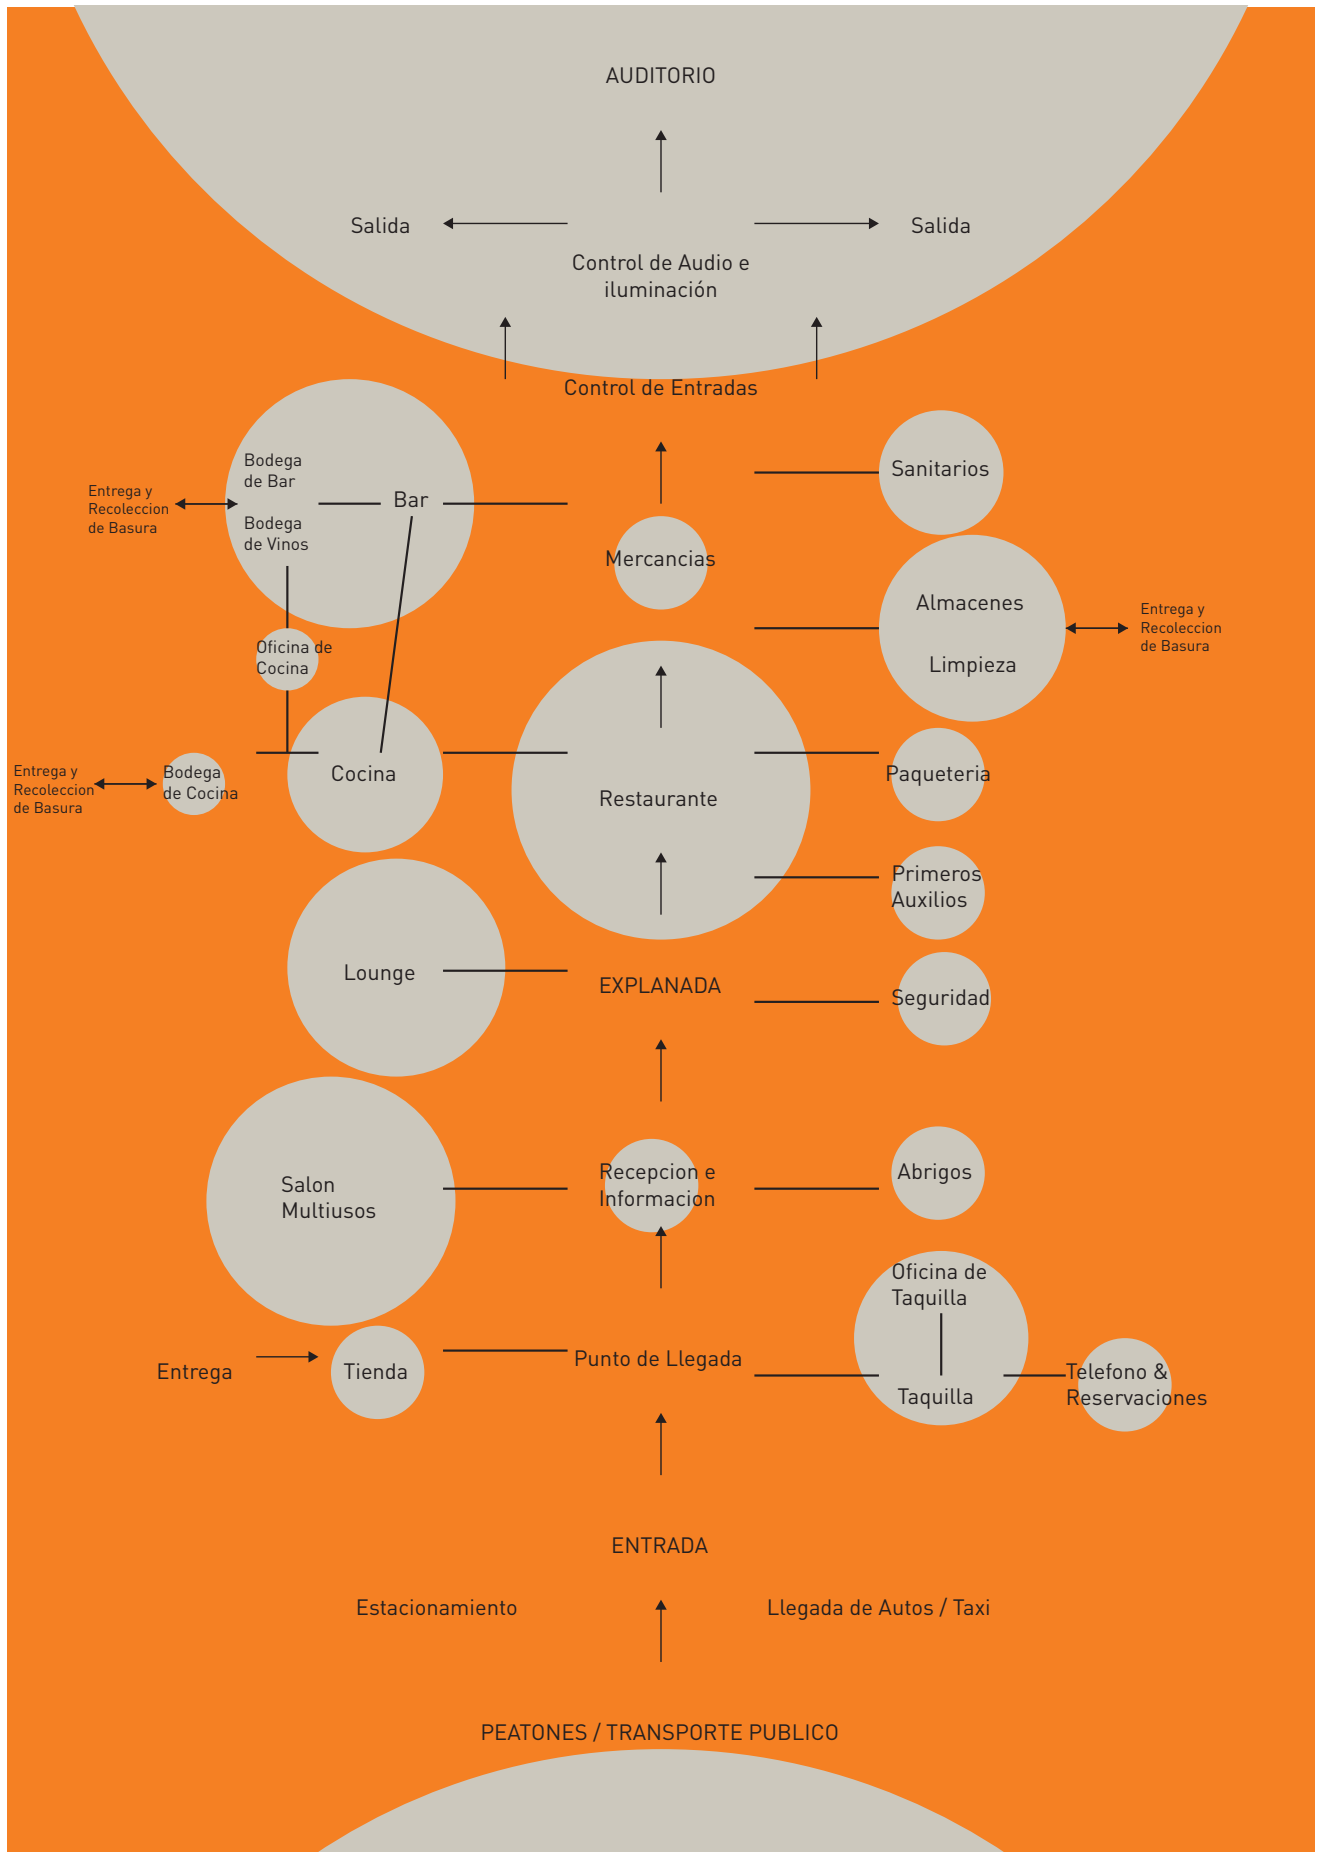 AUDITORIO
Salida
Salida
Control de Audio e
iluminación
Control de Entradas
Bodega
de Bar
Bar
Bodega
de Vinos
Entrega y
Recoleccion
de Basura
Sanitarios
Mercancias
Almacenes
Limpieza
Entrega y
Recoleccion
de Basura
Oficina de
Cocina
Entrega y
Recoleccion
de Basura
Bodega
de Cocina
Cocina
Restaurante
Paqueteria
Primeros
Auxilios
Lounge
EXPLANADA
Seguridad
Salon
Multiusos
Recepcion e
Informacion
Abrigos
Oficina de
Taquilla
Entrega
Tienda
Punto de Llegada
Taquilla
Telefono &
Reservaciones
ENTRADA
Estacionamiento
Llegada de Autos / Taxi
PEATONES / TRANSPORTE PUBLICO